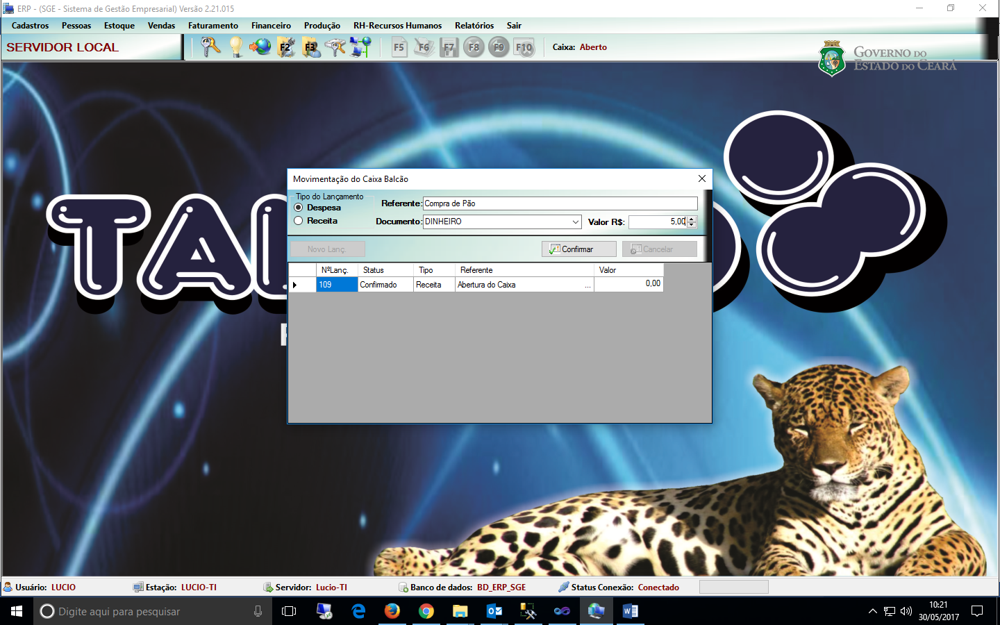 ERP - (SGE - Sistema de Gestão Empresarial) Versão 2.21.015
Cadastros Pessoas Estoque Vendas Faturamento Financeiro Produção RH-Recursos Humanos Relatórios Sair
SERVIDOR LOCAL F2 F3 F5 F6 F7 F8 F9 F10 Caixa: Aberto
GOVERNO DO
ESTADO DO CEARÁ
Movimentação do Caixa Balcão
Tipo do Lançamento
Despesa Referente: Compra de Pão
Receita Documento: DINHEIRO Valor R$: 5,00
Novo Lanç. Confirmar Cancelar
NºLanç. Status Tipo Referente Valor
109 Confirmado Receita Abertura do Caixa ... 0,00
Usuário: LUCIO Estação: LUCIO-TI Servidor: Lucio-TI Banco de dados: BD_ERP_SGE Status Conexão: Conectado
Digite aqui para pesquisar
10:21
30/05/2017